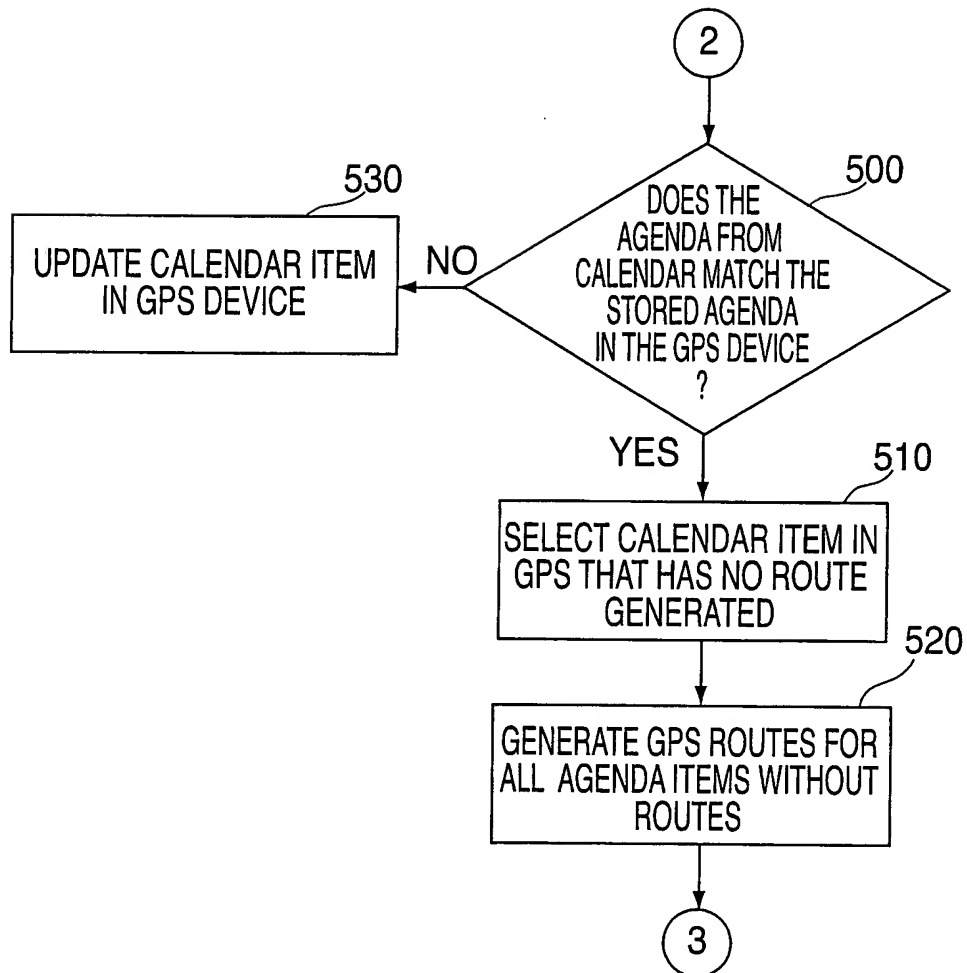 2
500
DOES THE
AGENDA FROM
CALENDAR MATCH THE
STORED AGENDA
IN THE GPS DEVICE
?
530
UPDATE CALENDAR ITEM
IN GPS DEVICE
NO
YES
510
SELECT CALENDAR ITEM IN
GPS THAT HAS NO ROUTE
GENERATED
520
GENERATE GPS ROUTES FOR
ALL AGENDA ITEMS WITHOUT
ROUTES
3